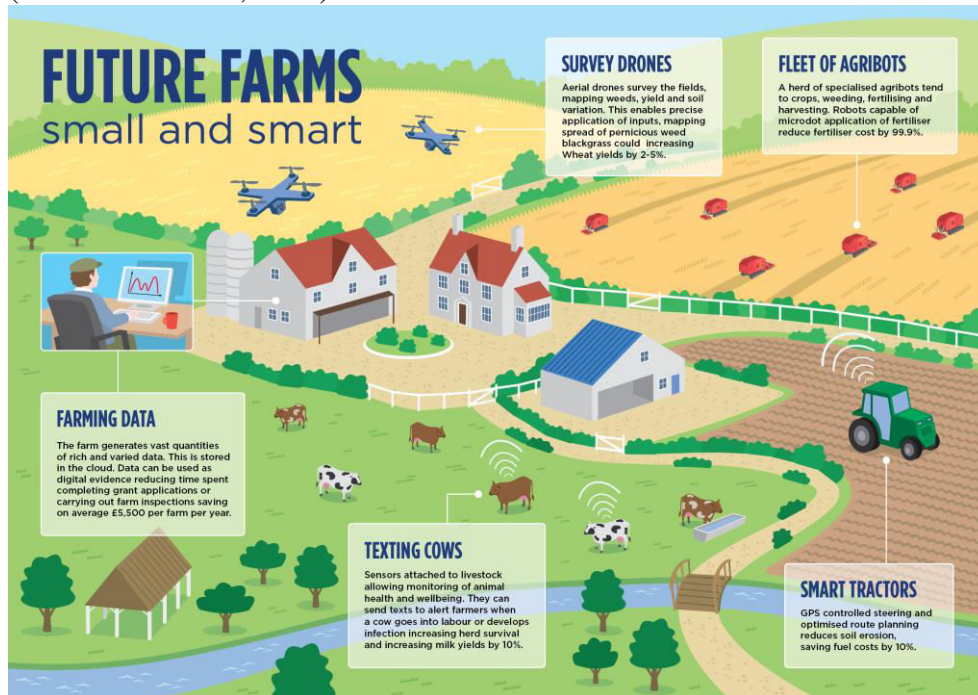 FUTURE FARMS
small and smart
SURVEY DRONES
Aerial drones survey the fields,
mapping weeds, yield and soil
variation. This enables precise
application of inputs, mapping
spread of pernicious weed
blackgrass could increasing
Wheat yields by 2-5%.
FLEET OF AGRIBOTS
A herd of specialised agribots tend
to crops, weeding, fertilising and
harvesting. Robots capable of
microdot application of fertiliser
reduce fertiliser cost by 99.9%.
FARMING DATA
The farm generates vast quantities
of rich and varied data. This is stored
in the cloud. Data can be used as
digital evidence reducing time spent
completing grant applications or
carrying out farm inspections saving
on average £5,500 per farm per year.
TEXTING COWS
Sensors attached to livestock
allowing monitoring of animal
health and wellbeing. They can
send texts to alert farmers when
a cow goes into labour or develops
infection increasing herd survival
and increasing milk yields by 10%.
SMART TRACTORS
GPS controlled steering and
optimised route planning
reduces soil erosion,
saving fuel costs by 10%.